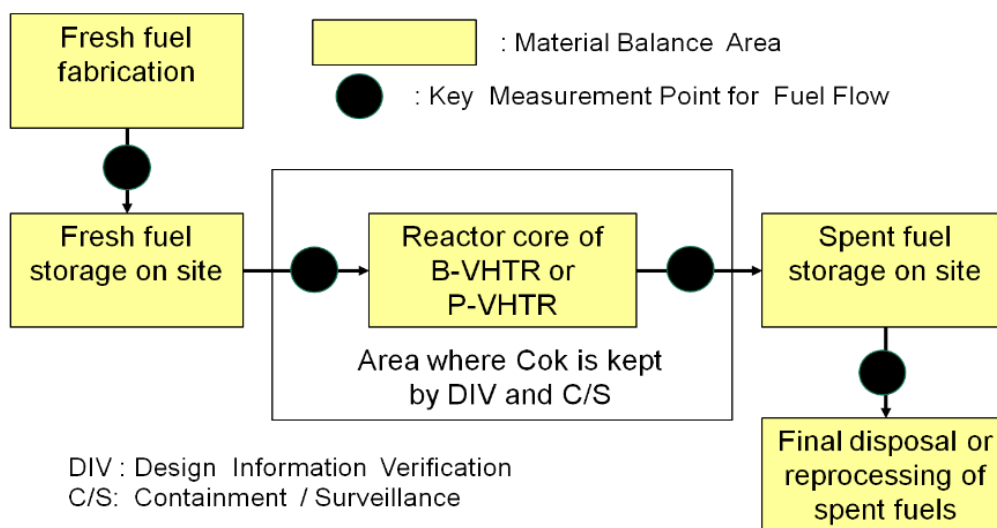 Fresh fuel
fabrication
: Material Balance Area
: Key Measurement Point for Fuel Flow
Fresh fuel
storage on site
Reactor core of
B-VHTR or
P-VHTR
Spent fuel
storage on site
Area where Cok is kept
by DIV and C/S
DIV : Design Information Verification
C/S: Containment / Surveillance
Final disposal or
reprocessing of
spent fuels